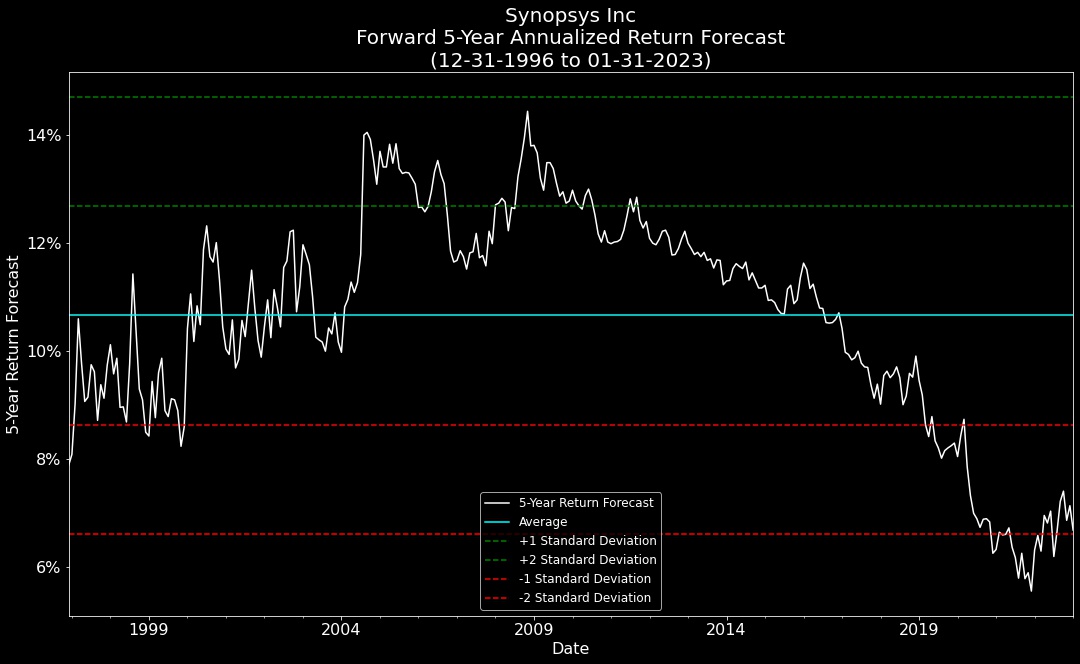 Synopsys Inc
Forward 5-Year Annualized Return Forecast
(12-31-1996 to 01-31-2023)
14%
12%
10%
8%
6%
5-Year Return Forecast
5-Year Return Forecast
Average
+1 Standard Deviation
+2 Standard Deviation
-1 Standard Deviation
-2 Standard Deviation
1999
2004
2009
2014
2019
Date